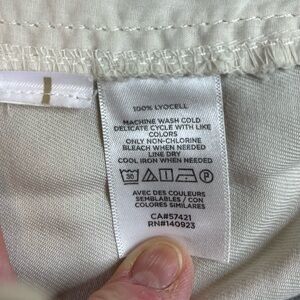 100% LYOCELL
MACHINE WASH COLD
DELICATE CYCLE WITH LIKE
COLORS
ONLY NON-CHLORINE
BLEACH WHEN NEEDED
LINE DRY
COOL IRON WHEN NEEDED
30
P
AVEC DES COULEURS
SEMBLABLES / CON
COLORES SIMILARES
CA#57421
RN#140923